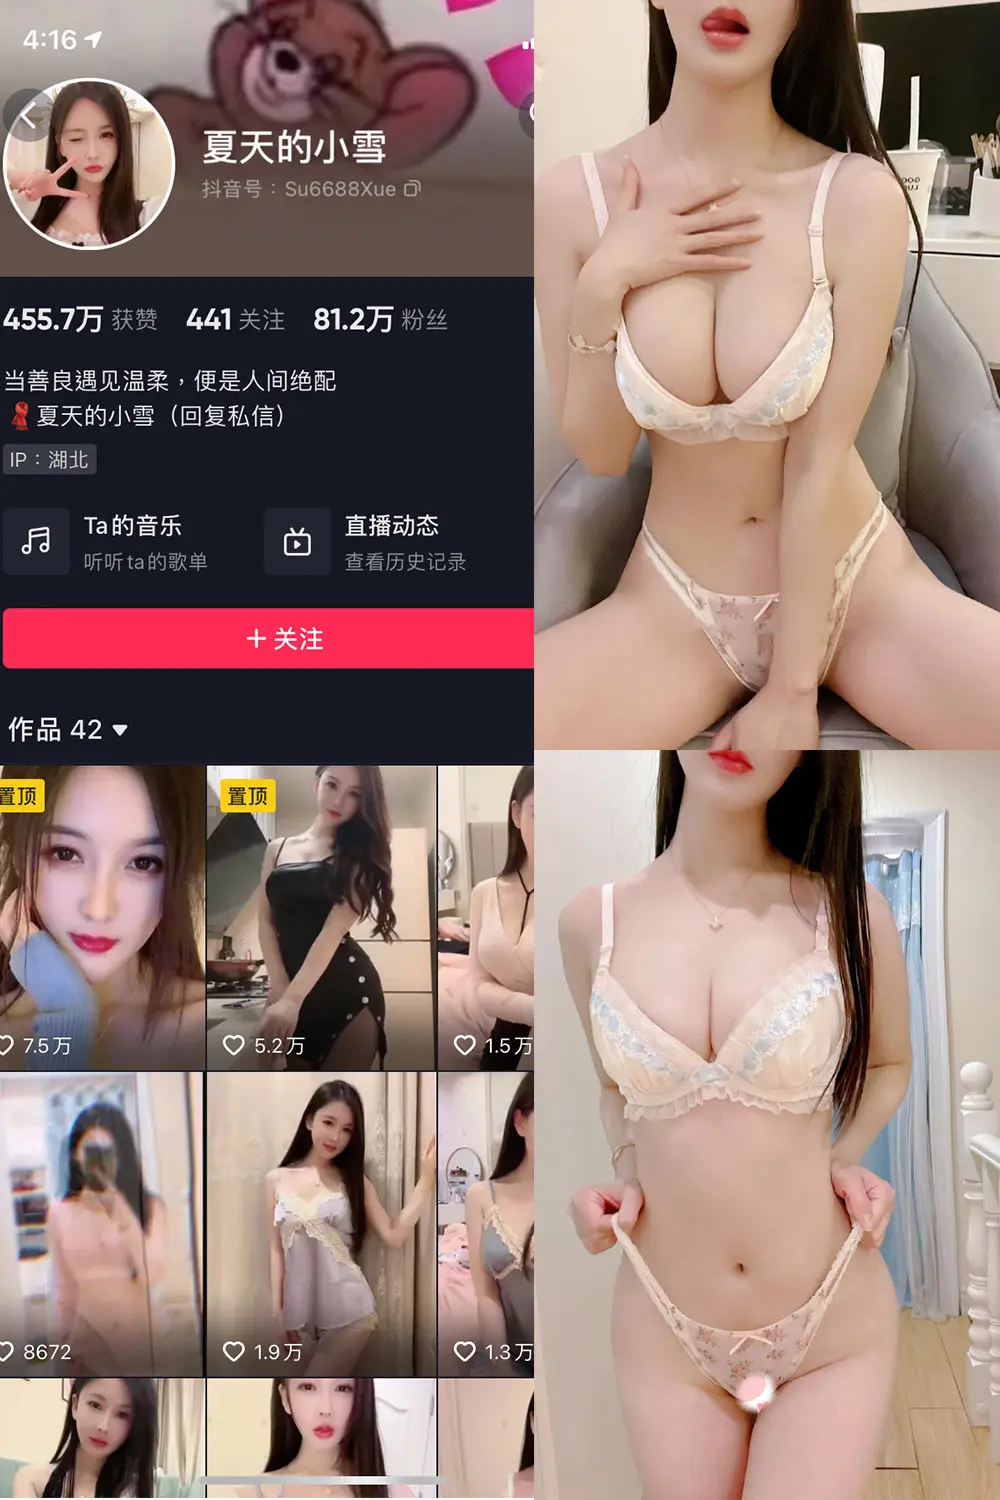 4:16
夏天的小雪
抖音号：Su6688Xue
455.7万 获赞 441 关注 81.2万 粉丝
当善良遇见温柔，便是人间绝配
夏天的小雪（回复私信）
IP：湖北
Ta的音乐
听听ta的歌单
直播动态
查看历史记录
+ 关注
作品 42
置顶
置顶
7.5万
5.2万
1.5万
8672
1.9万
1.3万